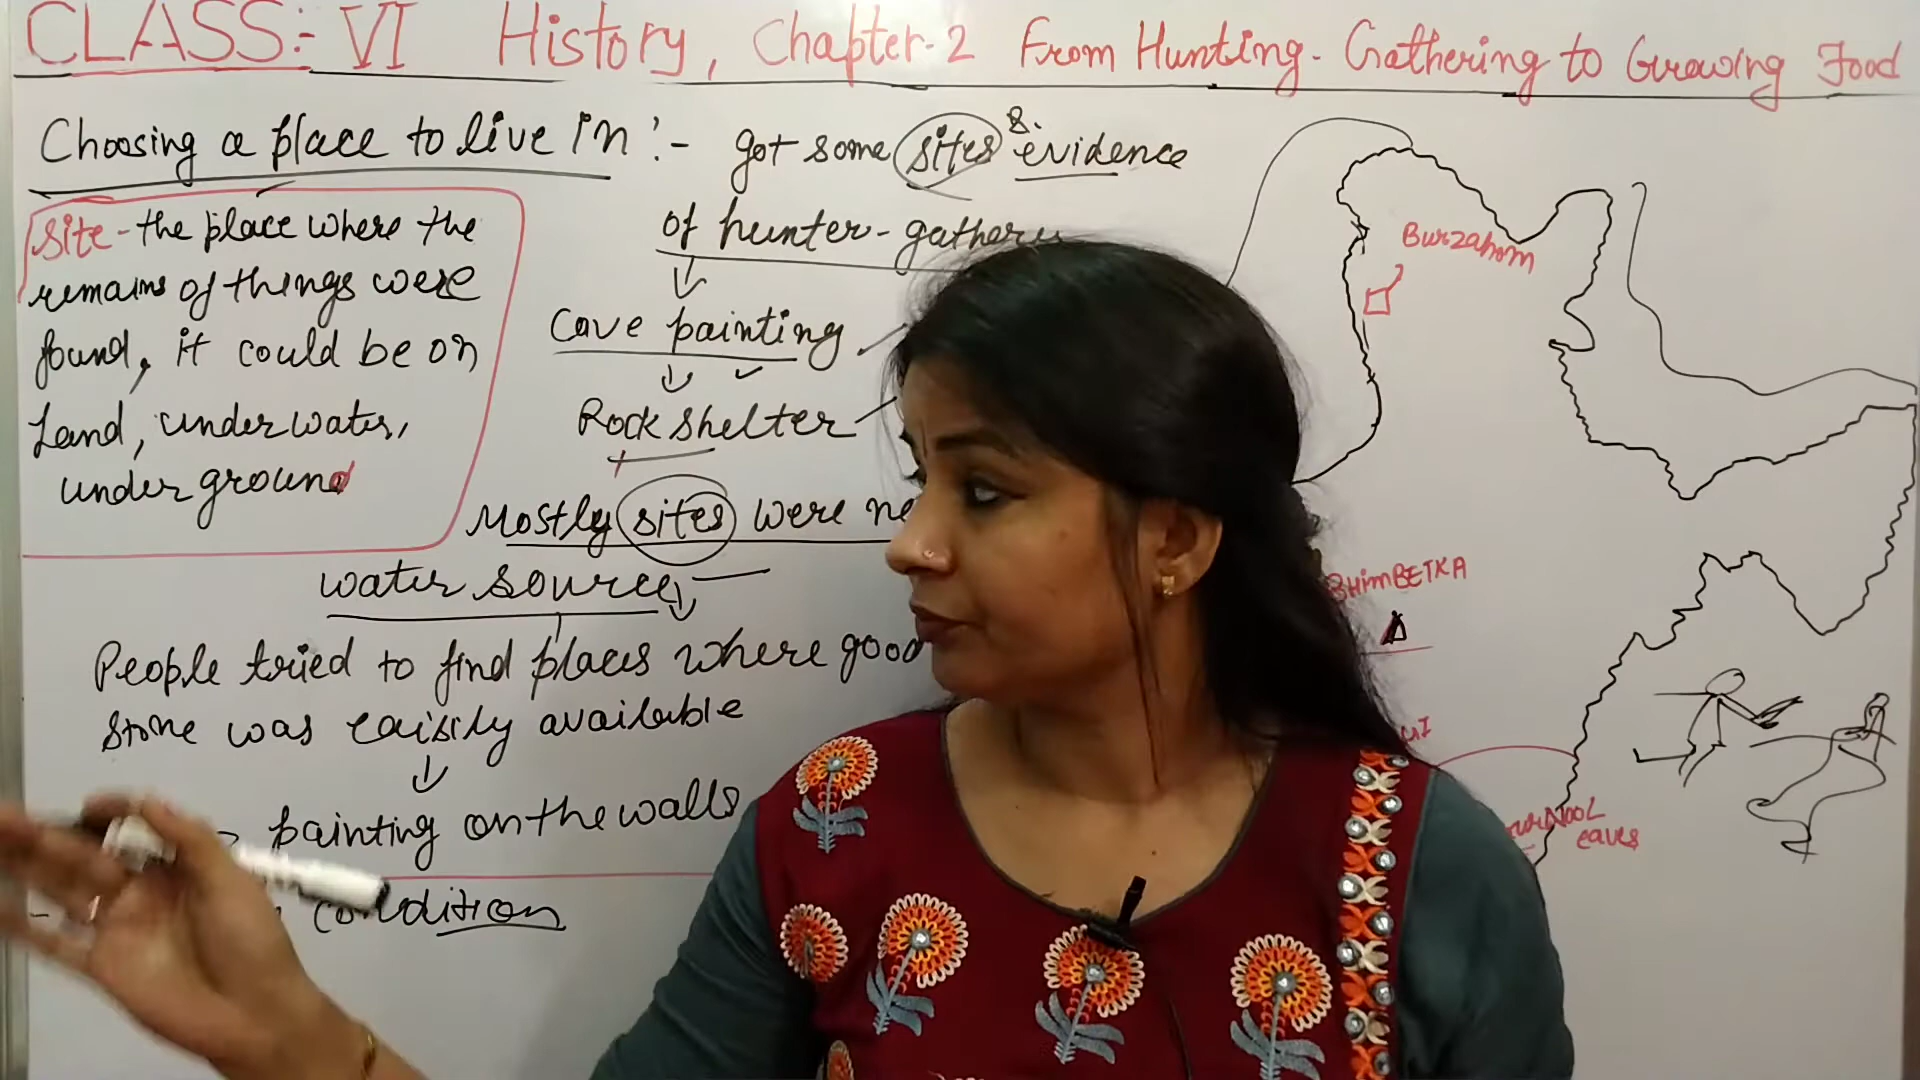 CLASS:- VI History, Chapter-2 From Hunting-Gathering to Growing Food
Choosing a place to live in :- got some sites & evidence
of hunter-gatherer
Site - the place where the
remains of things were
found, it could be on
Land, under water,
under ground
Cave painting
Rock shelter
Mostly sites were
water source
People tried to find places where good
stone was eaisily available
painting on the walls
condition
Burzahom
BHimBETKA
caves